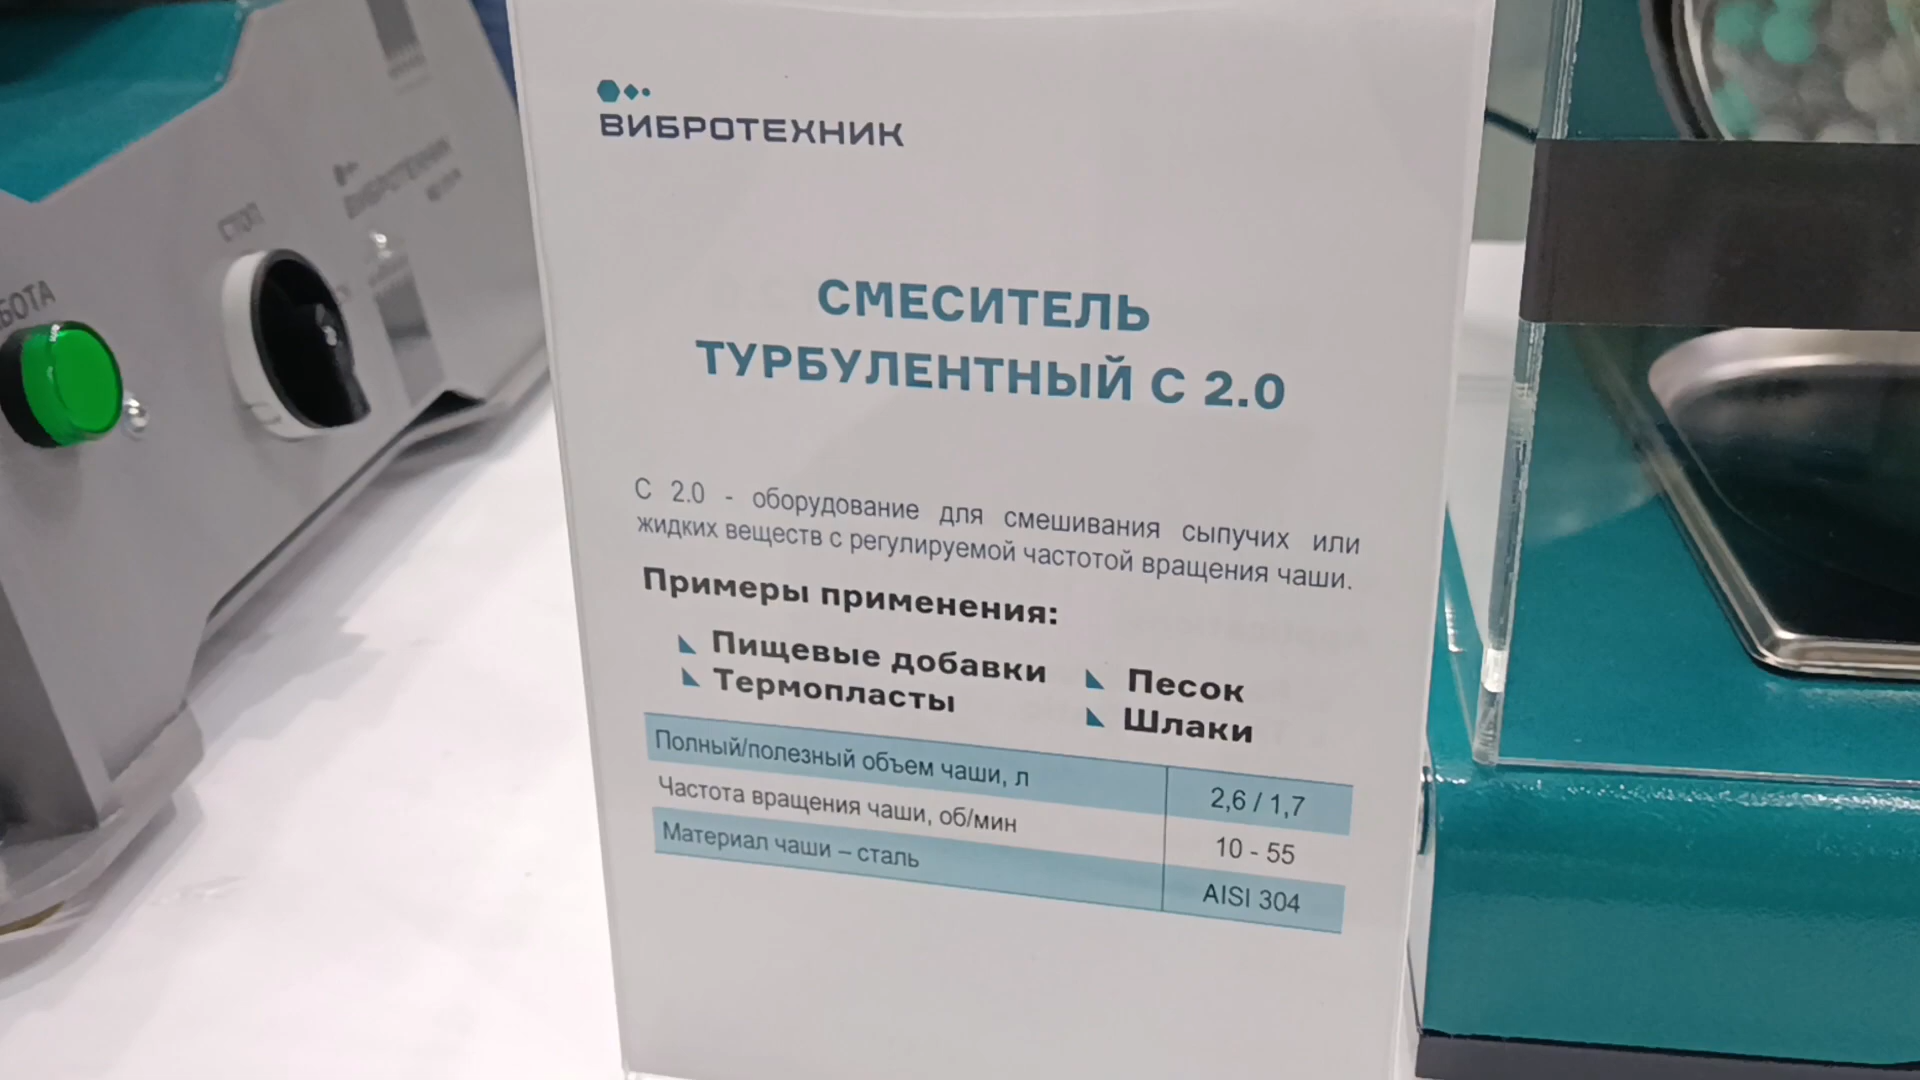 ВИБРОТЕХНИК
СМЕСИТЕЛЬ
ТУРБУЛЕНТНЫЙ С 2.0
С 2.0 - оборудование для смешивания сыпучих или
жидких веществ с регулируемой частотой вращения чаши.
Примеры применения:
Пищевые добавки
Термопласты
Песок
Шлаки
Полный/полезный объем чаши, л 2,6 / 1,7
Частота вращения чаши, об/мин 10 - 55
Материал чаши – сталь AISI 304
БОТА
СТОП
ВИБРОТЕХНИК